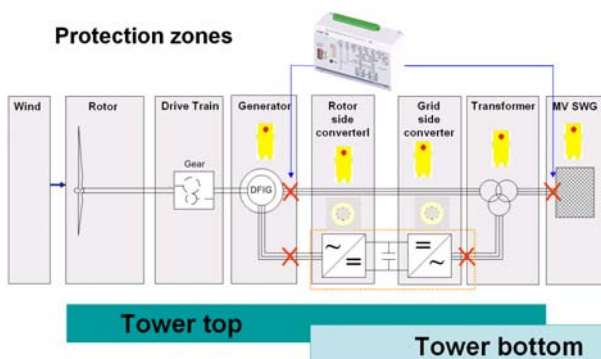 Protection zones
Wind
Rotor
Drive Train
Generator
Rotor
side
converterl
Grid
side
converter
Transformer
MV SWG
Gear
DFIG
Tower top
Tower bottom